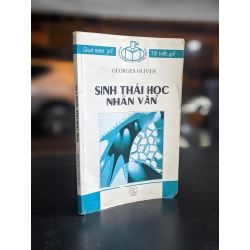 Que sais je?
Tôi biết gì?
GEORGES OLIVIER
SINH THÁI HỌC
NHÂN VĂN